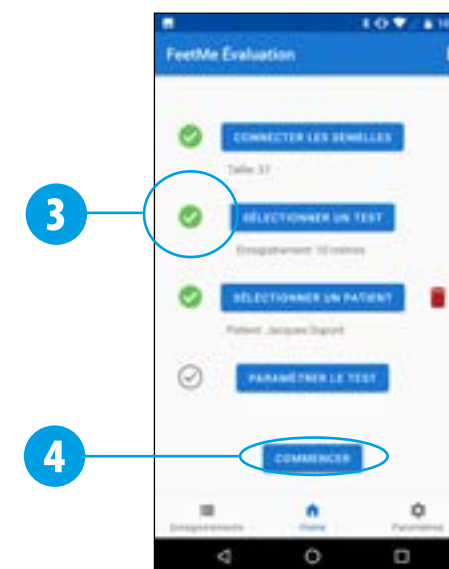 FeetMe Évaluation
CONNECTER LES SEMELLES
Taille: 37
3
SÉLECTIONNER UN TEST
Enregistrement: 10 mètres
SÉLECTIONNER UN PATIENT
Patient: Jacques Dupont
PARAMÉTRER LE TEST
4
COMMENCER
Enregistrements Home Paramètres